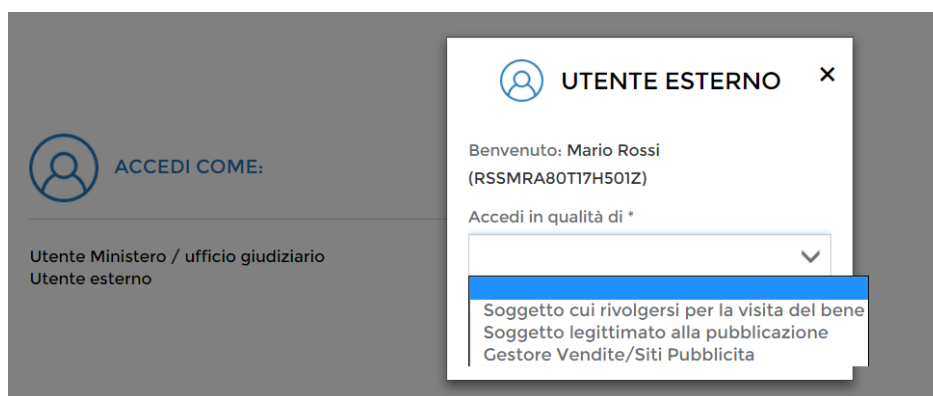 UTENTE ESTERNO ×
ACCEDI COME:
Utente Ministero / ufficio giudiziario
Utente esterno
Benvenuto: Mario Rossi
(RSSMRA80T17H501Z)
Accedi in qualità di *
Soggetto cui rivolgersi per la visita del bene
Soggetto legittimato alla pubblicazione
Gestore Vendite/Siti Pubblicita